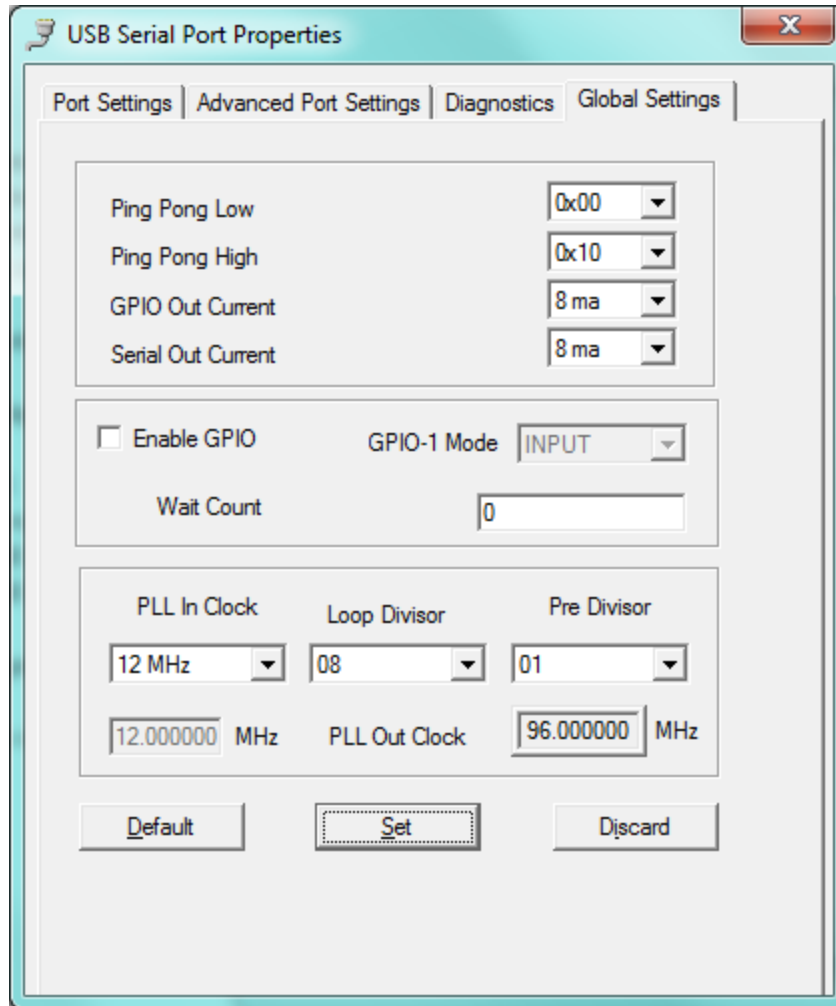 USB Serial Port Properties
X
Port Settings Advanced Port Settings Diagnostics Global Settings
Ping Pong Low 0x00
Ping Pong High 0x10
GPIO Out Current 8 ma
Serial Out Current 8 ma
Enable GPIO GPIO-1 Mode INPUT
Wait Count 0
PLL In Clock Loop Divisor Pre Divisor
12 MHz 08 01
12.000000 MHz PLL Out Clock 96.000000 MHz
Default Set Discard